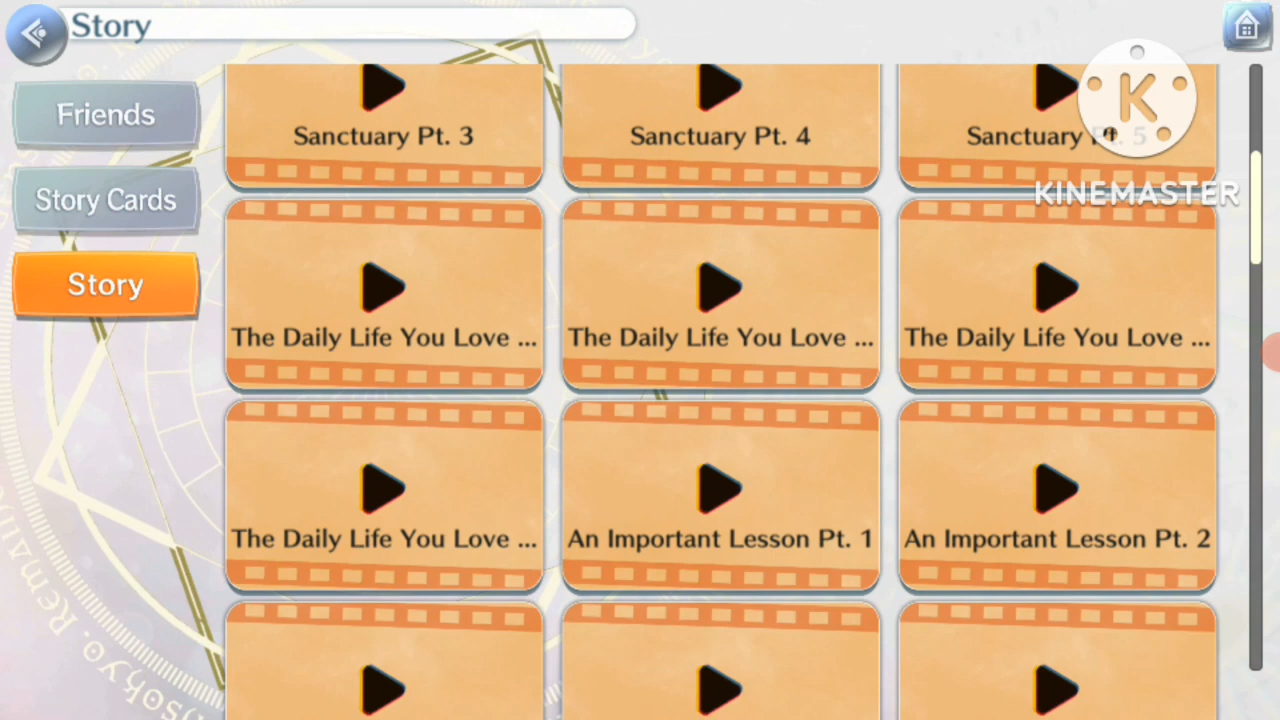 Story
Friends
Story Cards
Story
Sanctuary Pt. 3
Sanctuary Pt. 4
Sanctuary Pt. 5
K
KINEMASTER
The Daily Life You Love ...
The Daily Life You Love ...
The Daily Life You Love ...
The Daily Life You Love ...
An Important Lesson Pt. 1
An Important Lesson Pt. 2